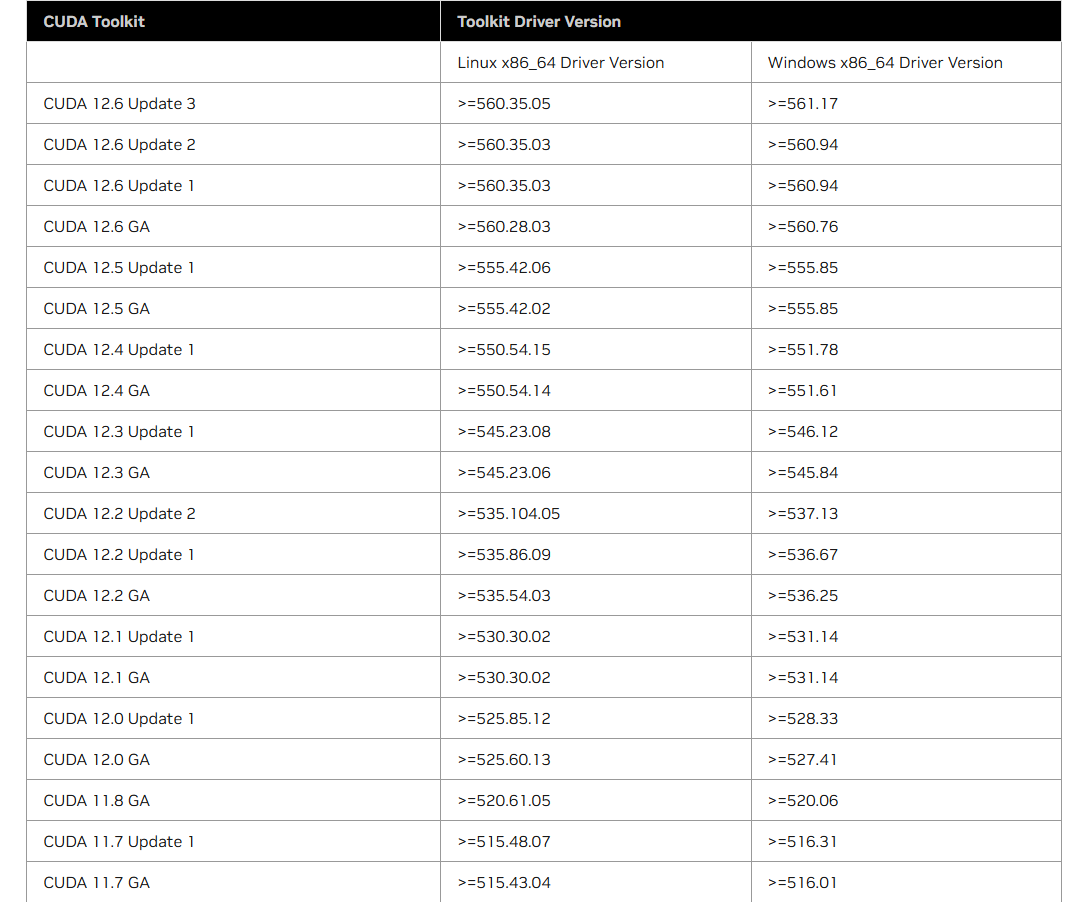 CUDA Toolkit Toolkit Driver Version
Linux x86_64 Driver Version Windows x86_64 Driver Version
CUDA 12.6 Update 3 >=560.35.05 >=561.17
CUDA 12.6 Update 2 >=560.35.03 >=560.94
CUDA 12.6 Update 1 >=560.35.03 >=560.94
CUDA 12.6 GA >=560.28.03 >=560.76
CUDA 12.5 Update 1 >=555.42.06 >=555.85
CUDA 12.5 GA >=555.42.02 >=555.85
CUDA 12.4 Update 1 >=550.54.15 >=551.78
CUDA 12.4 GA >=550.54.14 >=551.61
CUDA 12.3 Update 1 >=545.23.08 >=546.12
CUDA 12.3 GA >=545.23.06 >=545.84
CUDA 12.2 Update 2 >=535.104.05 >=537.13
CUDA 12.2 Update 1 >=535.86.09 >=536.67
CUDA 12.2 GA >=535.54.03 >=536.25
CUDA 12.1 Update 1 >=530.30.02 >=531.14
CUDA 12.1 GA >=530.30.02 >=531.14
CUDA 12.0 Update 1 >=525.85.12 >=528.33
CUDA 12.0 GA >=525.60.13 >=527.41
CUDA 11.8 GA >=520.61.05 >=520.06
CUDA 11.7 Update 1 >=515.48.07 >=516.31
CUDA 11.7 GA >=515.43.04 >=516.01